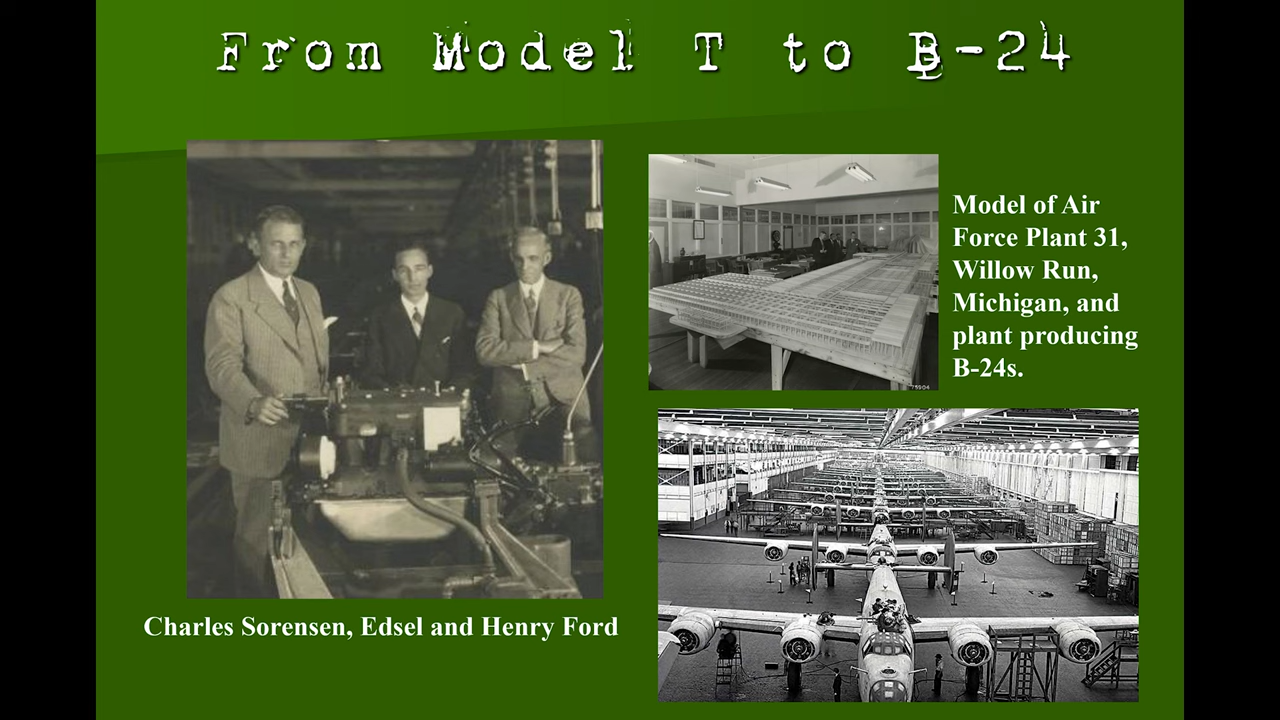 From Model T to B-24
Charles Sorensen, Edsel and Henry Ford
Model of Air
Force Plant 31,
Willow Run,
Michigan, and
plant producing
B-24s.
75904